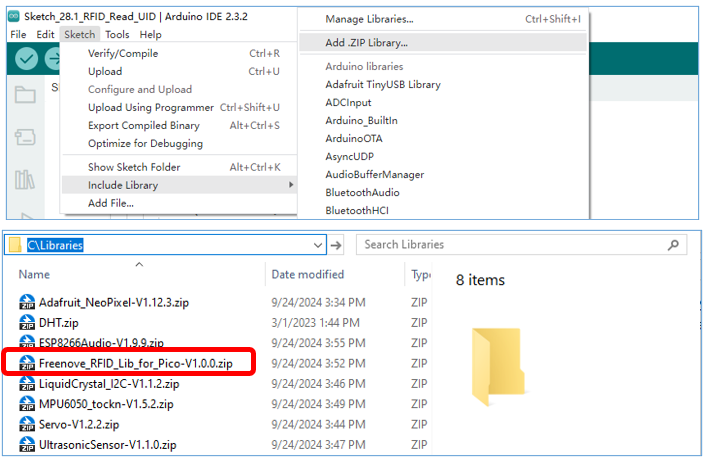 Sketch_28.1_RFID_Read_UID | Arduino IDE 2.3.2
File Edit Sketch Tools Help
Verify/Compile Ctrl+R
Upload Ctrl+U
Configure and Upload
Upload Using Programmer Ctrl+Shift+U
Export Compiled Binary Alt+Ctrl+S
Optimize for Debugging
Show Sketch Folder Alt+Ctrl+K
Include Library
Add File...
Manage Libraries... Ctrl+Shift+I
Add .ZIP Library...
Arduino libraries
Adafruit TinyUSB Library
ADCInput
Arduino_BuiltIn
ArduinoOTA
AsyncUDP
AudioBufferManager
BluetoothAudio
BluetoothHCI
C\Libraries
Search Libraries
Name Date modified Type
8 items
Adafruit_NeoPixel-V1.12.3.zip 9/24/2024 3:34 PM ZIP
DHT.zip 3/1/2023 1:44 PM ZIP
ESP8266Audio-V1.9.9.zip 9/24/2024 3:55 PM ZIP
Freenove_RFID_Lib_for_Pico-V1.0.0.zip 9/24/2024 3:52 PM ZIP
LiquidCrystal_I2C-V1.1.2.zip 9/24/2024 3:46 PM ZIP
MPU6050_tockn-V1.5.2.zip 9/24/2024 3:49 PM ZIP
Servo-V1.2.2.zip 9/24/2024 3:44 PM ZIP
UltrasonicSensor-V1.1.0.zip 9/24/2024 3:47 PM ZIP